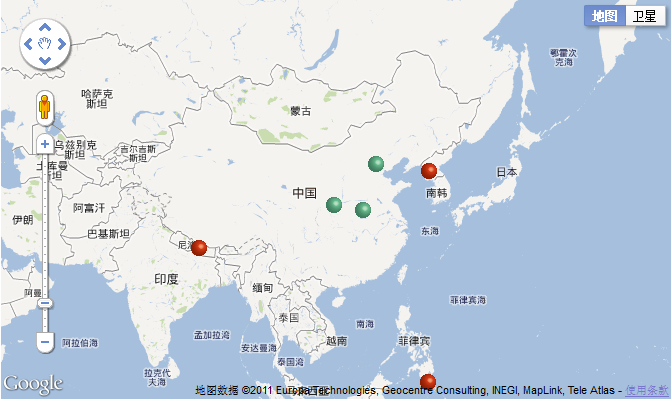 地图
卫星
鄂霍次
克海
哈萨克
斯坦
蒙古
乌兹别克
斯坦
吉尔吉斯
斯坦
土库曼
斯坦
日本
中国
南韩
阿富汗
伊朗
巴基斯坦
东海
尼泊
印度
缅甸
阿曼
菲律宾海
泰国
南海
孟加拉湾
越南
菲律宾
阿拉伯海
安达曼海
泰国湾
拉克代
夫海
Google
地图数据 ©2011 Europa Technologies, Geocentre Consulting, INEGI, MapLink, Tele Atlas - 使用条款